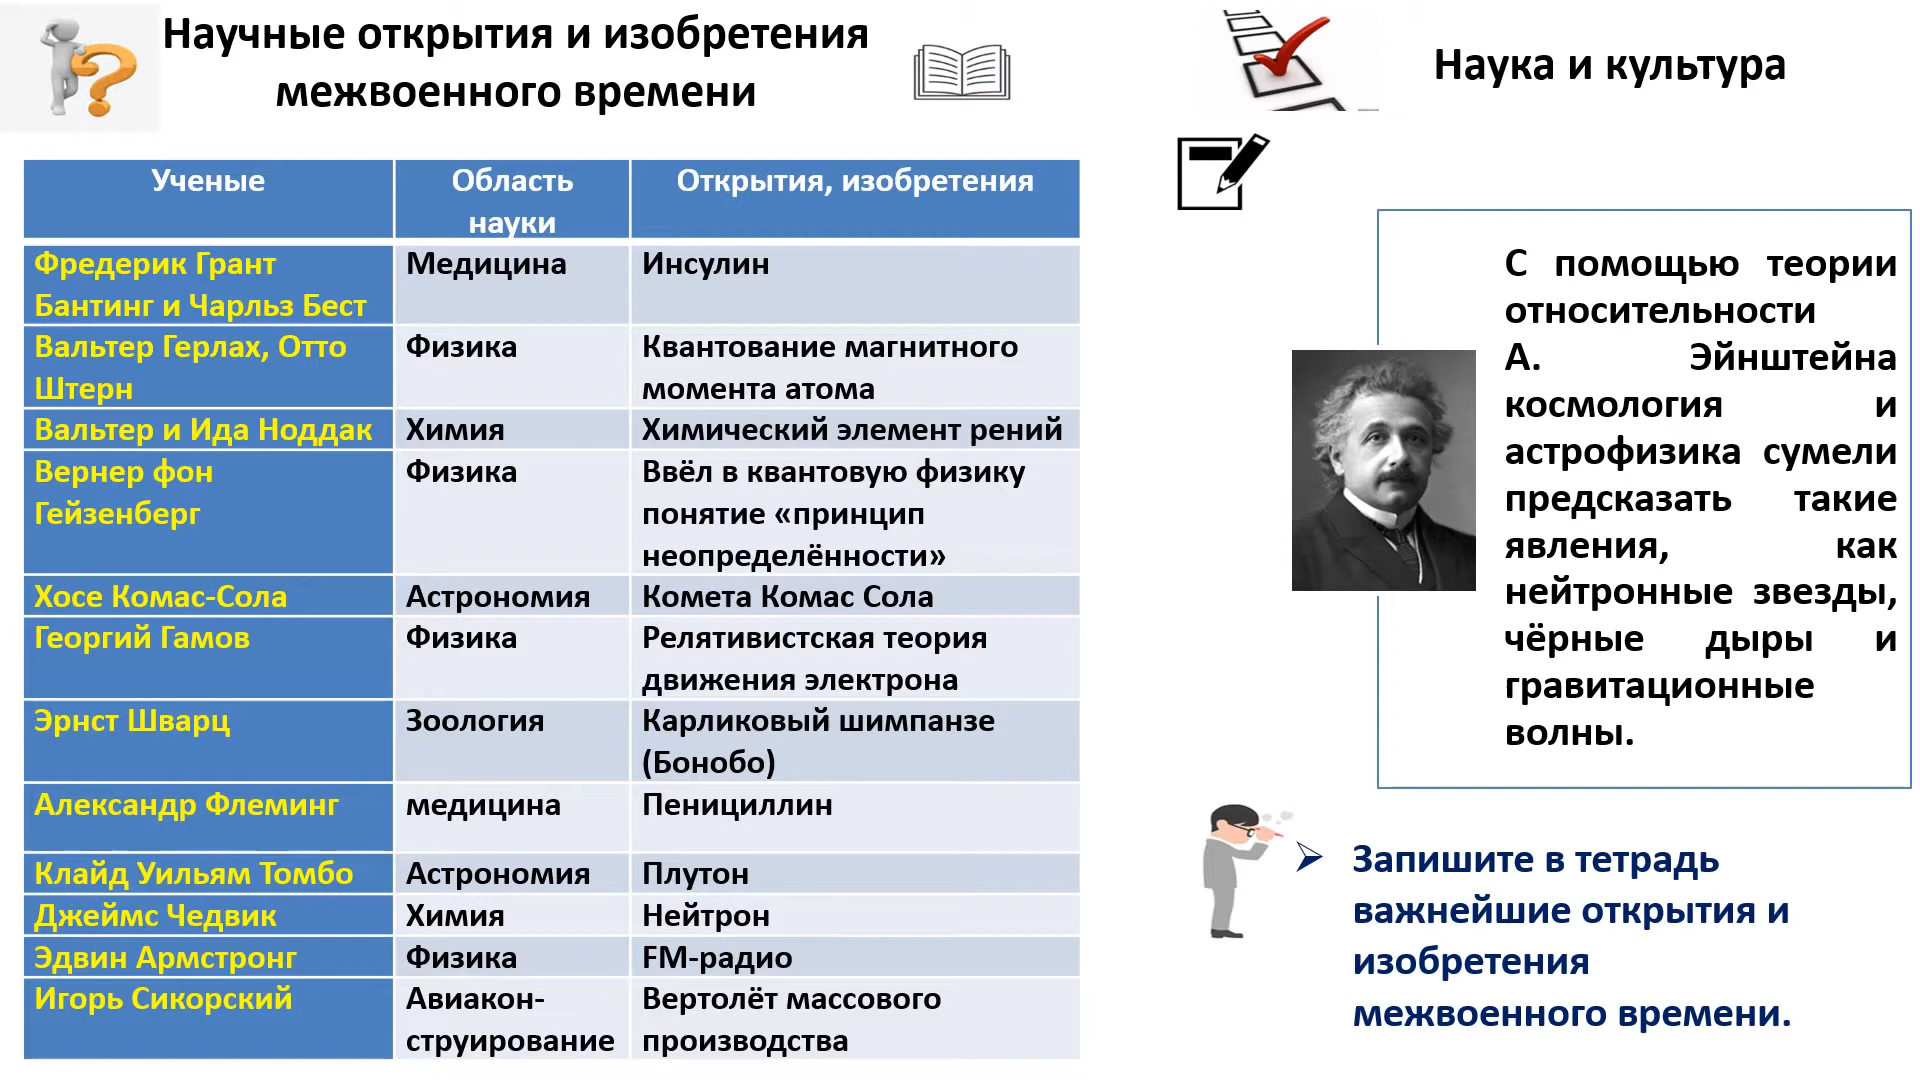 Научные открытия и изобретения
межвоенного времени
Ученые
Область
науки
Открытия, изобретения
Фредерик Грант
Бантинг и Чарльз Бест
Медицина
Инсулин
Вальтер Герлах, Отто
Штерн
Физика
Квантование магнитного
момента атома
Вальтер и Ида Ноддак
Химия
Химический элемент рений
Вернер фон
Гейзенберг
Физика
Ввёл в квантовую физику
понятие «принцип
неопределённости»
Хосе Комас-Сола
Астрономия
Комета Комас Сола
Георгий Гамов
Физика
Релятивистская теория
движения электрона
Эрнст Шварц
Зоология
Карликовый шимпанзе
(Бонобо)
Александр Флеминг
медицина
Пенициллин
Клайд Уильям Томбо
Астрономия
Плутон
Джеймс Чедвик
Химия
Нейтрон
Эдвин Армстронг
Физика
FM-радио
Игорь Сикорский
Авиакон-
струирование
Вертолёт массового
производства
Наука и культура
С помощью теории
относительности
А. Эйнштейна
космология и
астрофизика сумели
предсказать такие
явления, как
нейтронные звезды,
чёрные дыры и
гравитационные
волны.
Запишите в тетрадь
важнейшие открытия и
изобретения
межвоенного времени.